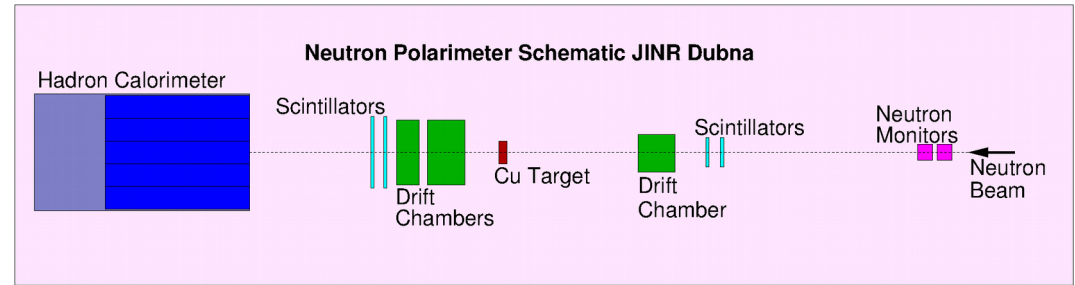 Neutron Polarimeter Schematic JINR Dubna
Hadron Calorimeter
Scintillators
Drift
Chambers
Cu Target
Drift
Chamber
Scintillators
Neutron
Monitors
Neutron
Beam